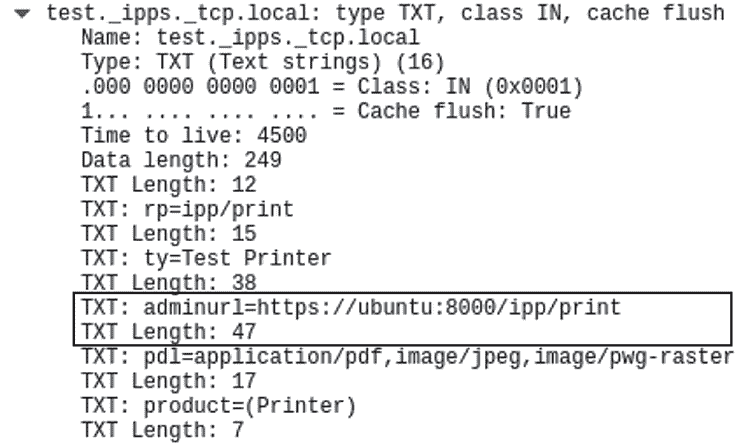 test._ipps._tcp.local: type TXT, class IN, cache flush
Name: test._ipps._tcp.local
Type: TXT (Text strings) (16)
.000 0000 0000 0001 = Class: IN (0x0001)
1... .... .... .... = Cache flush: True
Time to live: 4500
Data length: 249
TXT Length: 12
TXT: rp=ipp/print
TXT Length: 15
TXT: ty=Test Printer
TXT Length: 38
TXT: adminurl=https://ubuntu:8000/ipp/print
TXT Length: 47
TXT: pdl=application/pdf,image/jpeg,image/pwg-raster
TXT Length: 17
TXT: product=(Printer)
TXT Length: 7